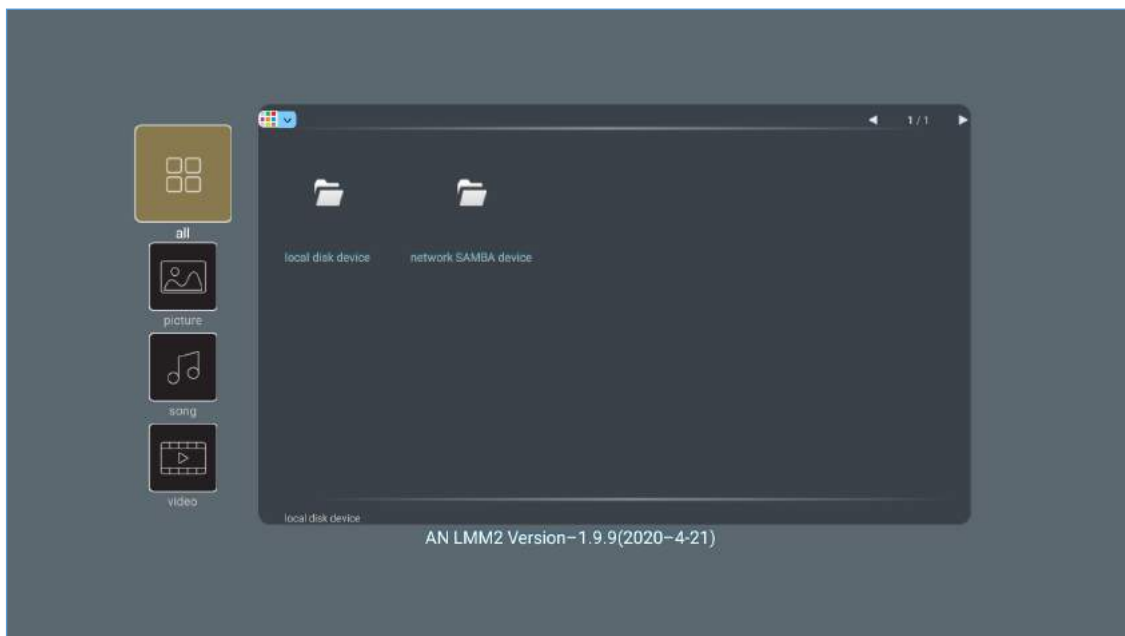 1 / 1
all
local disk device
network SAMBA device
picture
song
video
local disk device
AN LMM2 Version–1.9.9(2020–4-21)